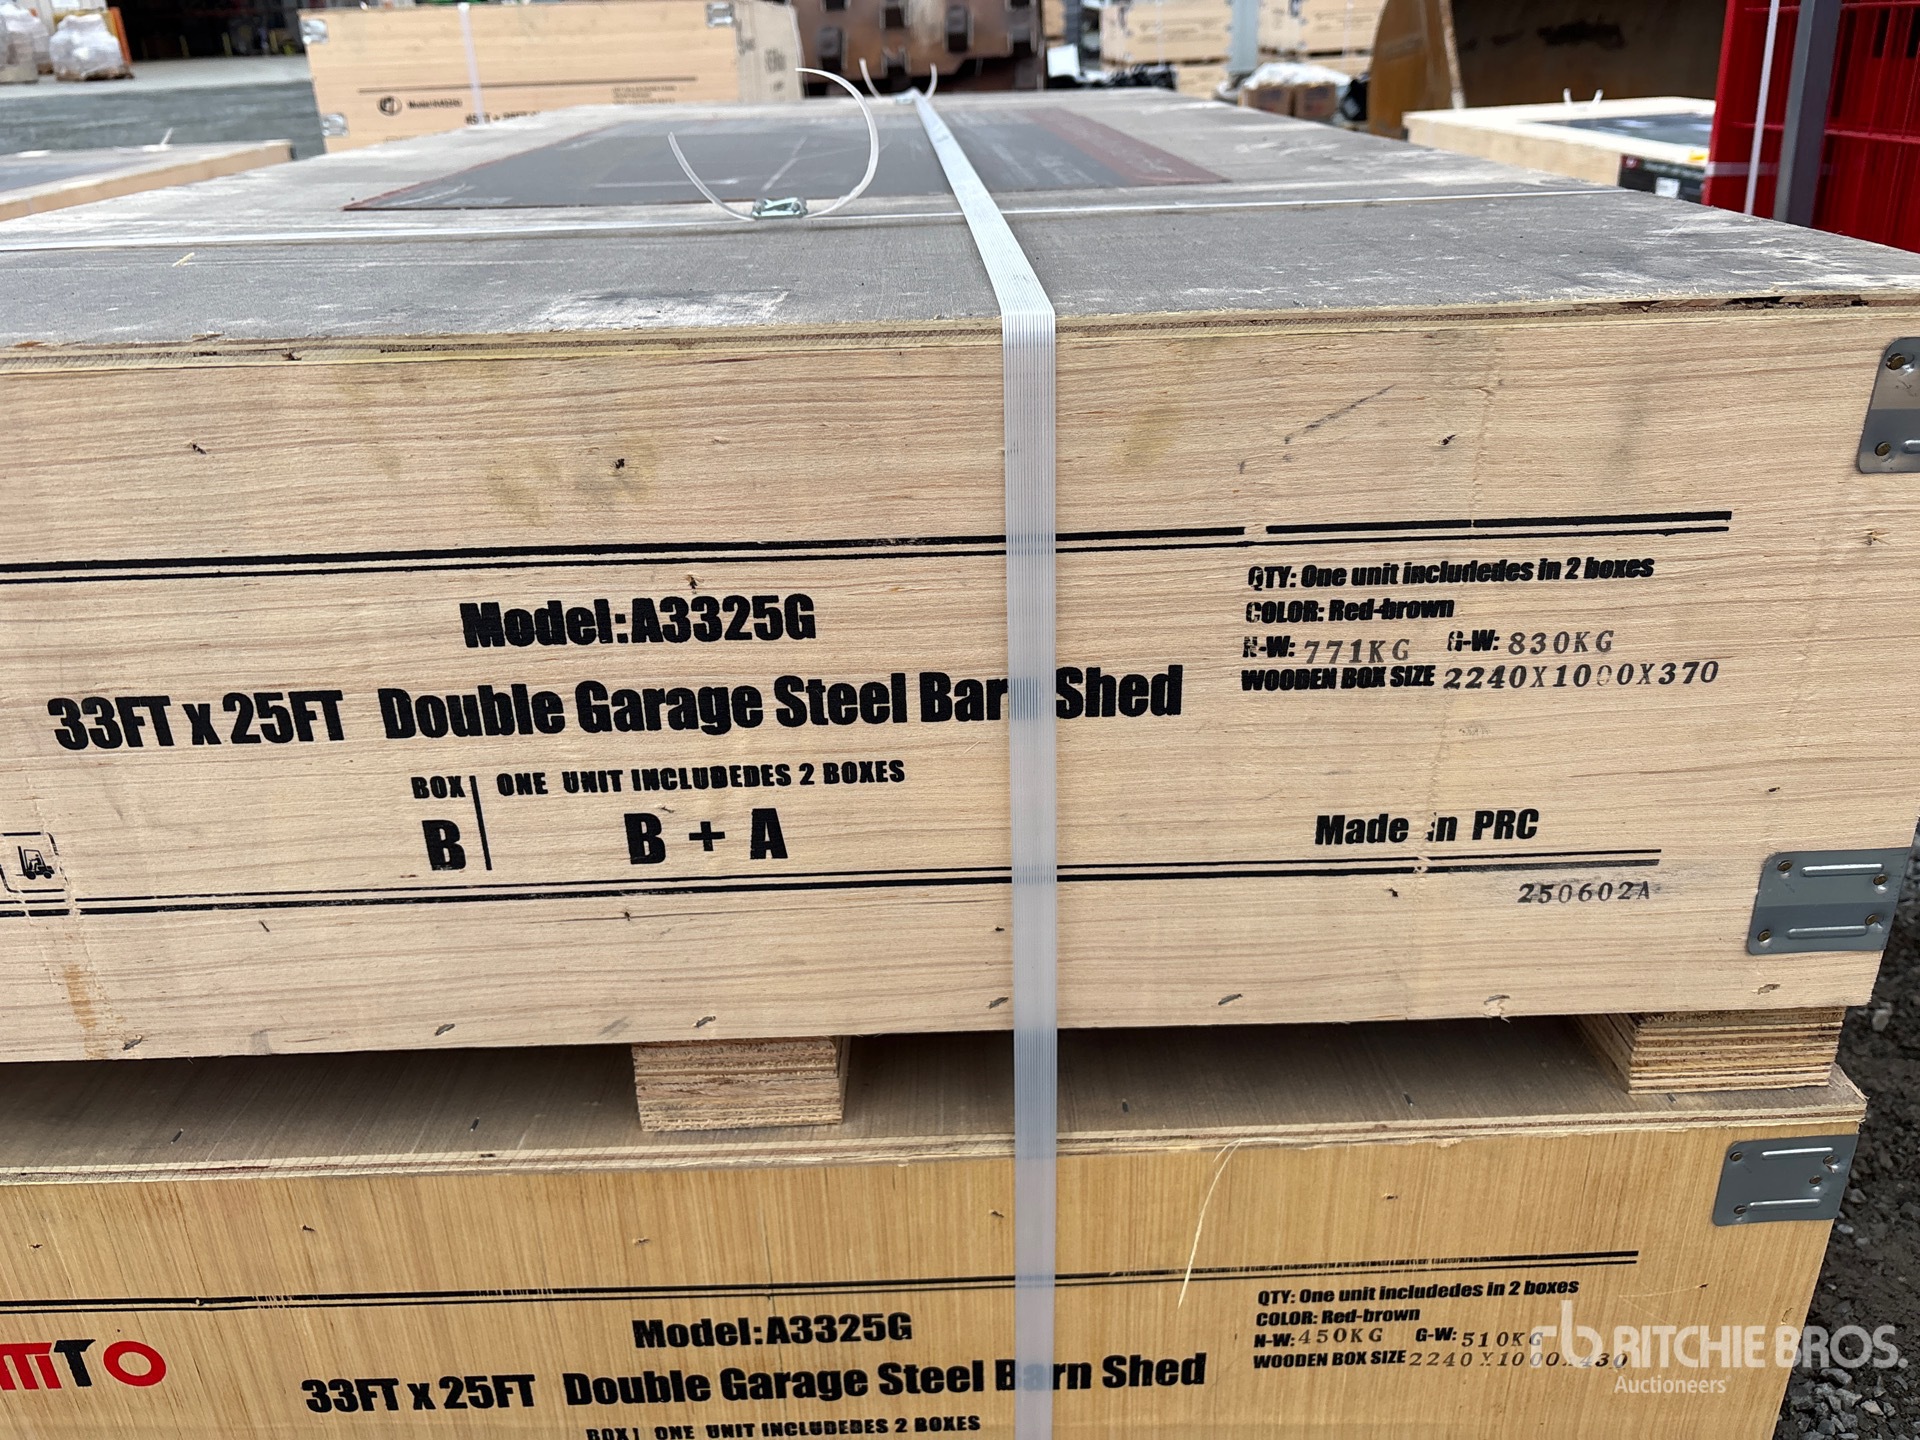 Model:A3325G
33FT x 25FT Double Garage Steel Barn Shed
BOX ONE UNIT INCLUDEDES 2 BOXES
B B + A
QTY: One unit includedes in 2 boxes
COLOR: Red-brown
N-W: 771KG G-W: 830KG
WOODEN BOX SIZE 2240X1000X370
Made in PRC
250602A
TMTO
Model:A3325G
33FT x 25FT Double Garage Steel Barn Shed
BOX ONE UNIT INCLUDEDES 2 BOXES
QTY: One unit includedes in 2 boxes
COLOR: Red-brown
N-W: 450KG G-W: 510KG
WOODEN BOX SIZE 2240X1000X430
rb RITCHIE BROS.
Auctioneers